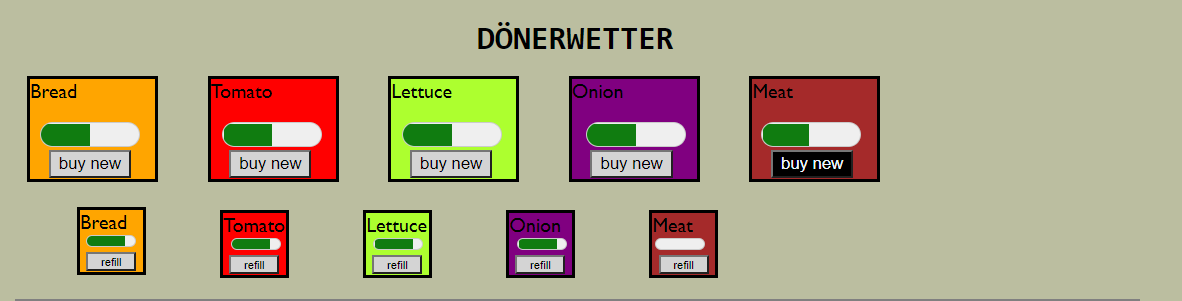 DÖNERWETTER
Bread Tomato Lettuce Onion Meat
buy new buy new buy new buy new buy new
Bread Tomato Lettuce Onion Meat
refill refill refill refill refill